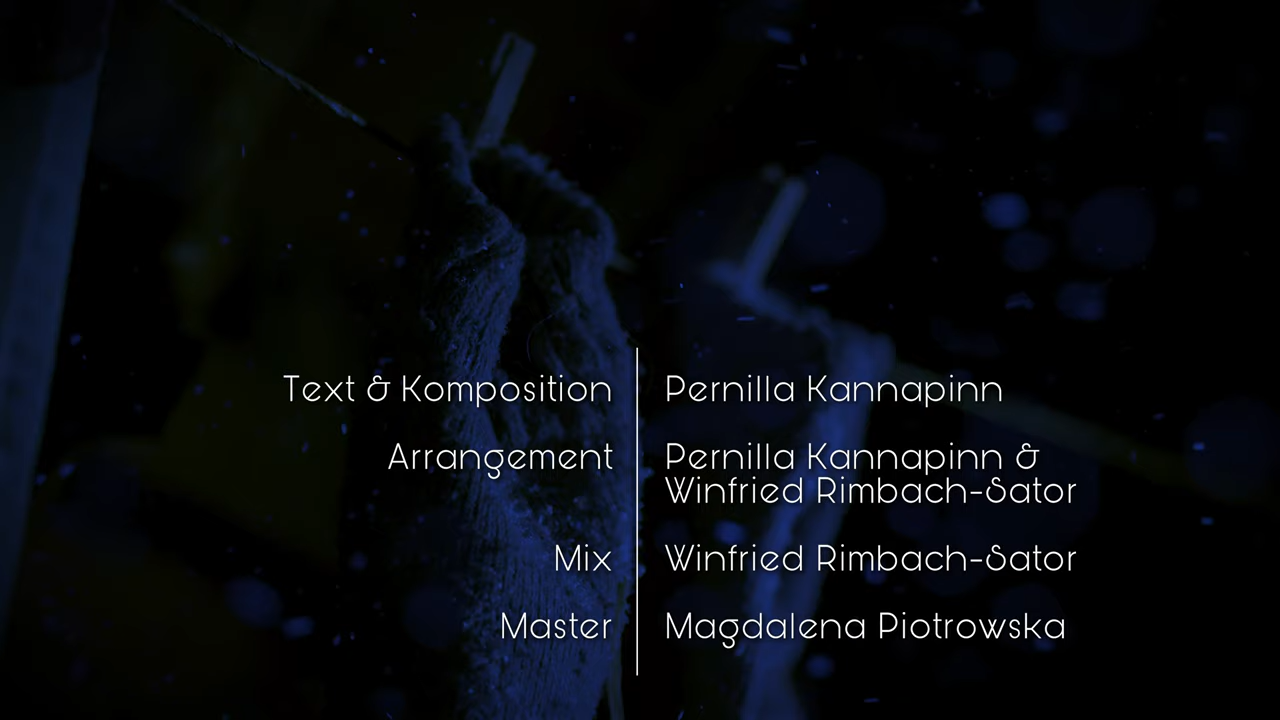 Text & Komposition Pernilla Kannapinn
Arrangement Pernilla Kannapinn &
Winfried Rimbach-Sator
Mix Winfried Rimbach-Sator
Master Magdalena Piotrowska